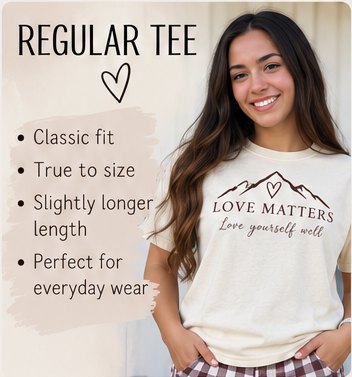 REGULAR TEE
• Classic fit
• True to size
• Slightly longer
length
• Perfect for
everyday wear
LOVE MATTERS
Love yourself well